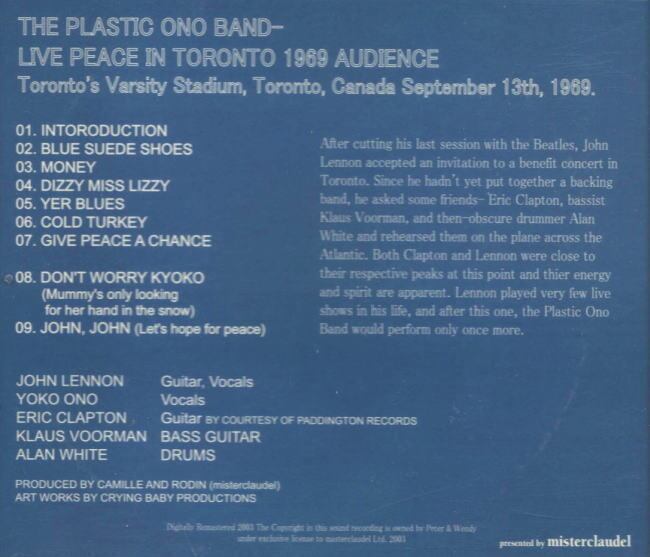 THE PLASTIC ONO BAND-
LIVE PEACE IN TORONTO 1969 AUDIENCE
Toronto's Varsity Stadium, Toronto, Canada September 13th, 1969.
01. INTORODUCTION
02. BLUE SUEDE SHOES
03. MONEY
04. DIZZY MISS LIZZY
05. YER BLUES
06. COLD TURKEY
07. GIVE PEACE A CHANCE
08. DON'T WORRY KYOKO
(Mummy's only looking
for her hand in the snow)
09. JOHN, JOHN (Let's hope for peace)
After cutting his last session with the Beatles, John
Lennon accepted an invitation to a benefit concert in
Toronto. Since he hadn't yet put together a backing
band, he asked some friends- Eric Clapton, bassist
Klaus Voorman, and then-obscure drummer Alan
White and rehearsed them on the plane across the
Atlantic. Both Clapton and Lennon were close to
their respective peaks at this point and thier energy
and spirit are apparent. Lennon played very few live
shows in his life, and after this one, the Plastic Ono
Band would perform only once more.
JOHN LENNON Guitar, Vocals
YOKO ONO Vocals
ERIC CLAPTON Guitar BY COURTESY OF PADDINGTON RECORDS
KLAUS VOORMAN BASS GUITAR
ALAN WHITE DRUMS
PRODUCED BY CAMILLE AND RODIN (misterclaudel)
ART WORKS BY CRYING BABY PRODUCTIONS
Digitally Remastered 2003 The Copyright in this sound recording is owned by Peter & Wendy
under exclusive license to masterclaudel Ltd. 2003
presented by misterclaudel